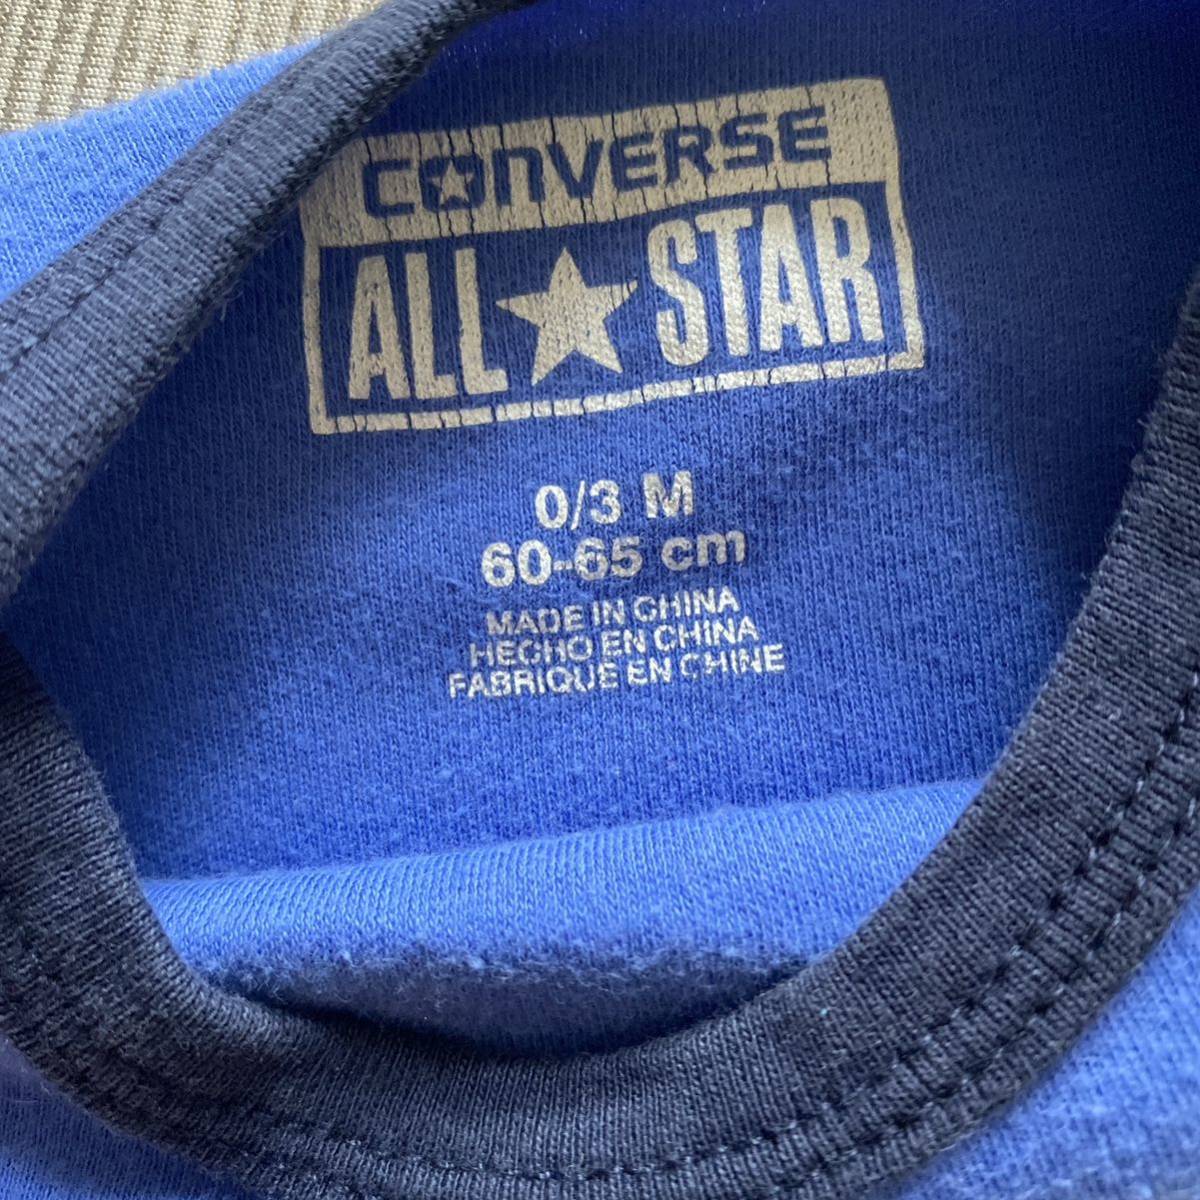 CONVERSE
ALL STAR
0/3 M
60-65 cm
MADE IN CHINA
HECHO EN CHINA
FABRIQUE EN CHINE